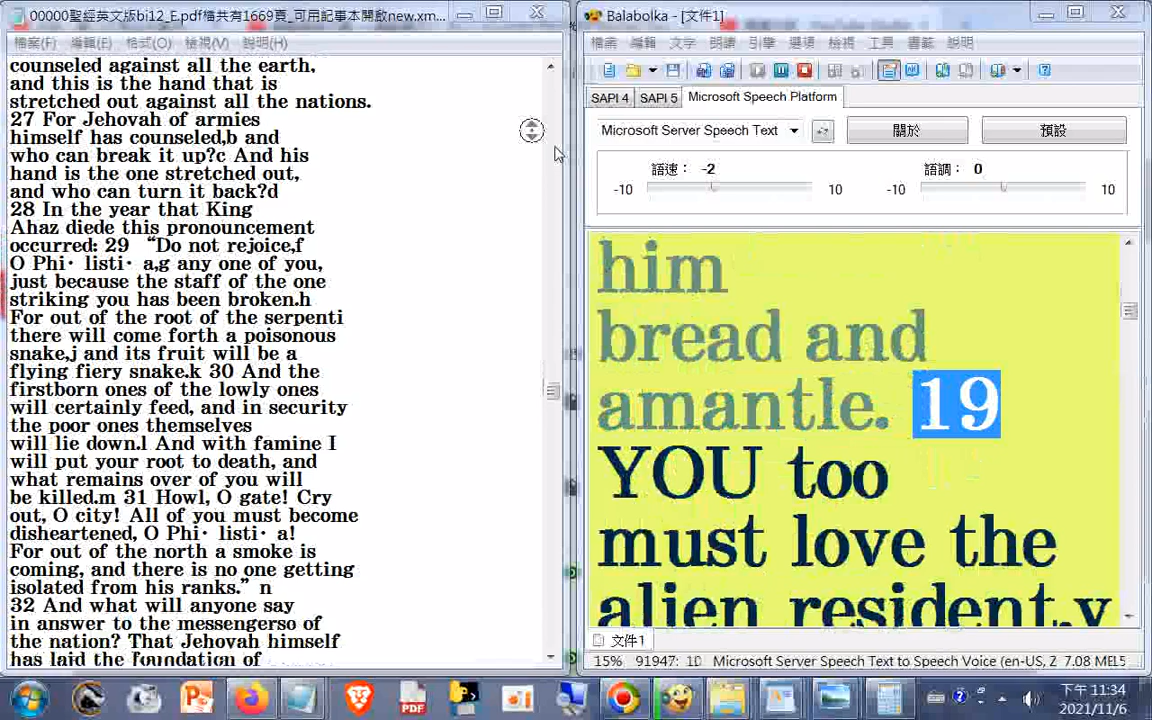 00000聖經英文版bi12_E.pdf檔共有1669頁_可用記事本開啟new.xm...
檔案(F) 編輯(E) 格式(O) 檢視(V) 說明(H)
counseled against all the earth,
and this is the hand that is
stretched out against all the nations.
27 For Jehovah of armies
himself has counseled,b and
who can break it up?c And his
hand is the one stretched out,
and who can turn it back?d
28 In the year that King
Ahaz diede this pronouncement
occurred: 29 “Do not rejoice,f
O Phi· listi· a,g any one of you,
just because the staff of the one
striking you has been broken.h
For out of the root of the serpenti
there will come forth a poisonous
snake,j and its fruit will be a
flying fiery snake.k 30 And the
firstborn ones of the lowly ones
will certainly feed, and in security
the poor ones themselves
will lie down.l And with famine I
will put your root to death, and
what remains over of you will
be killed.m 31 Howl, O gate! Cry
out, O city! All of you must become
disheartened, O Phi· listi· a!
For out of the north a smoke is
coming, and there is no one getting
isolated from his ranks.” n
32 And what will anyone say
in answer to the messengerso of
the nation? That Jehovah himself
has laid the foundation of
Balabolka - [文件1]
檔案 編輯 文字 朗讀 引擎 選項 檢視 工具 書籤 說明
SAPI 4 SAPI 5 Microsoft Speech Platform
Microsoft Server Speech Text 關於 預設
語速： -2 語調： 0
-10 10 -10 10
him
bread and
amantle. 19
YOU too
must love the
alien resident.y
文件1
15% 91947: 1D Microsoft Server Speech Text to Speech Voice (en-US, Z 7.08 MELS
下午 11:34
2021/11/6